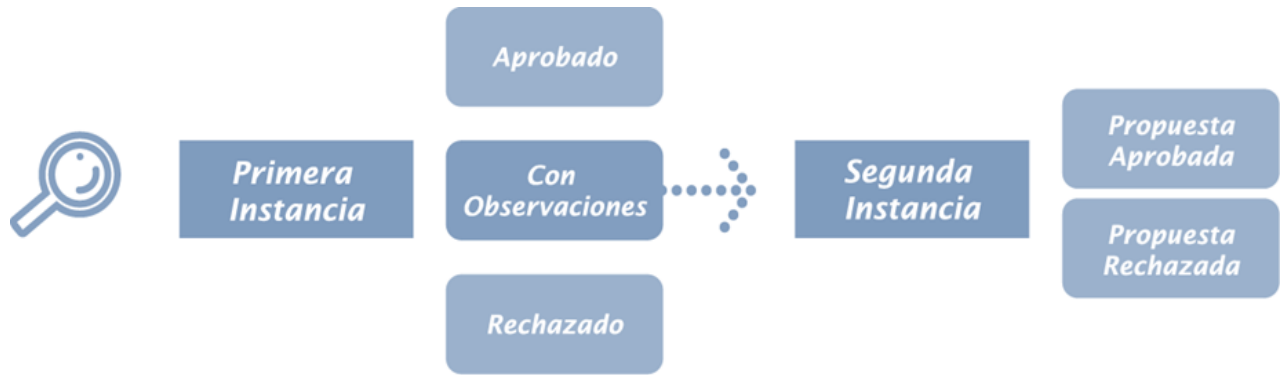 Primera
Instancia
Aprobado
Con
Observaciones
Rechazado
Segunda
Instancia
Propuesta
Aprobada
Propuesta
Rechazada